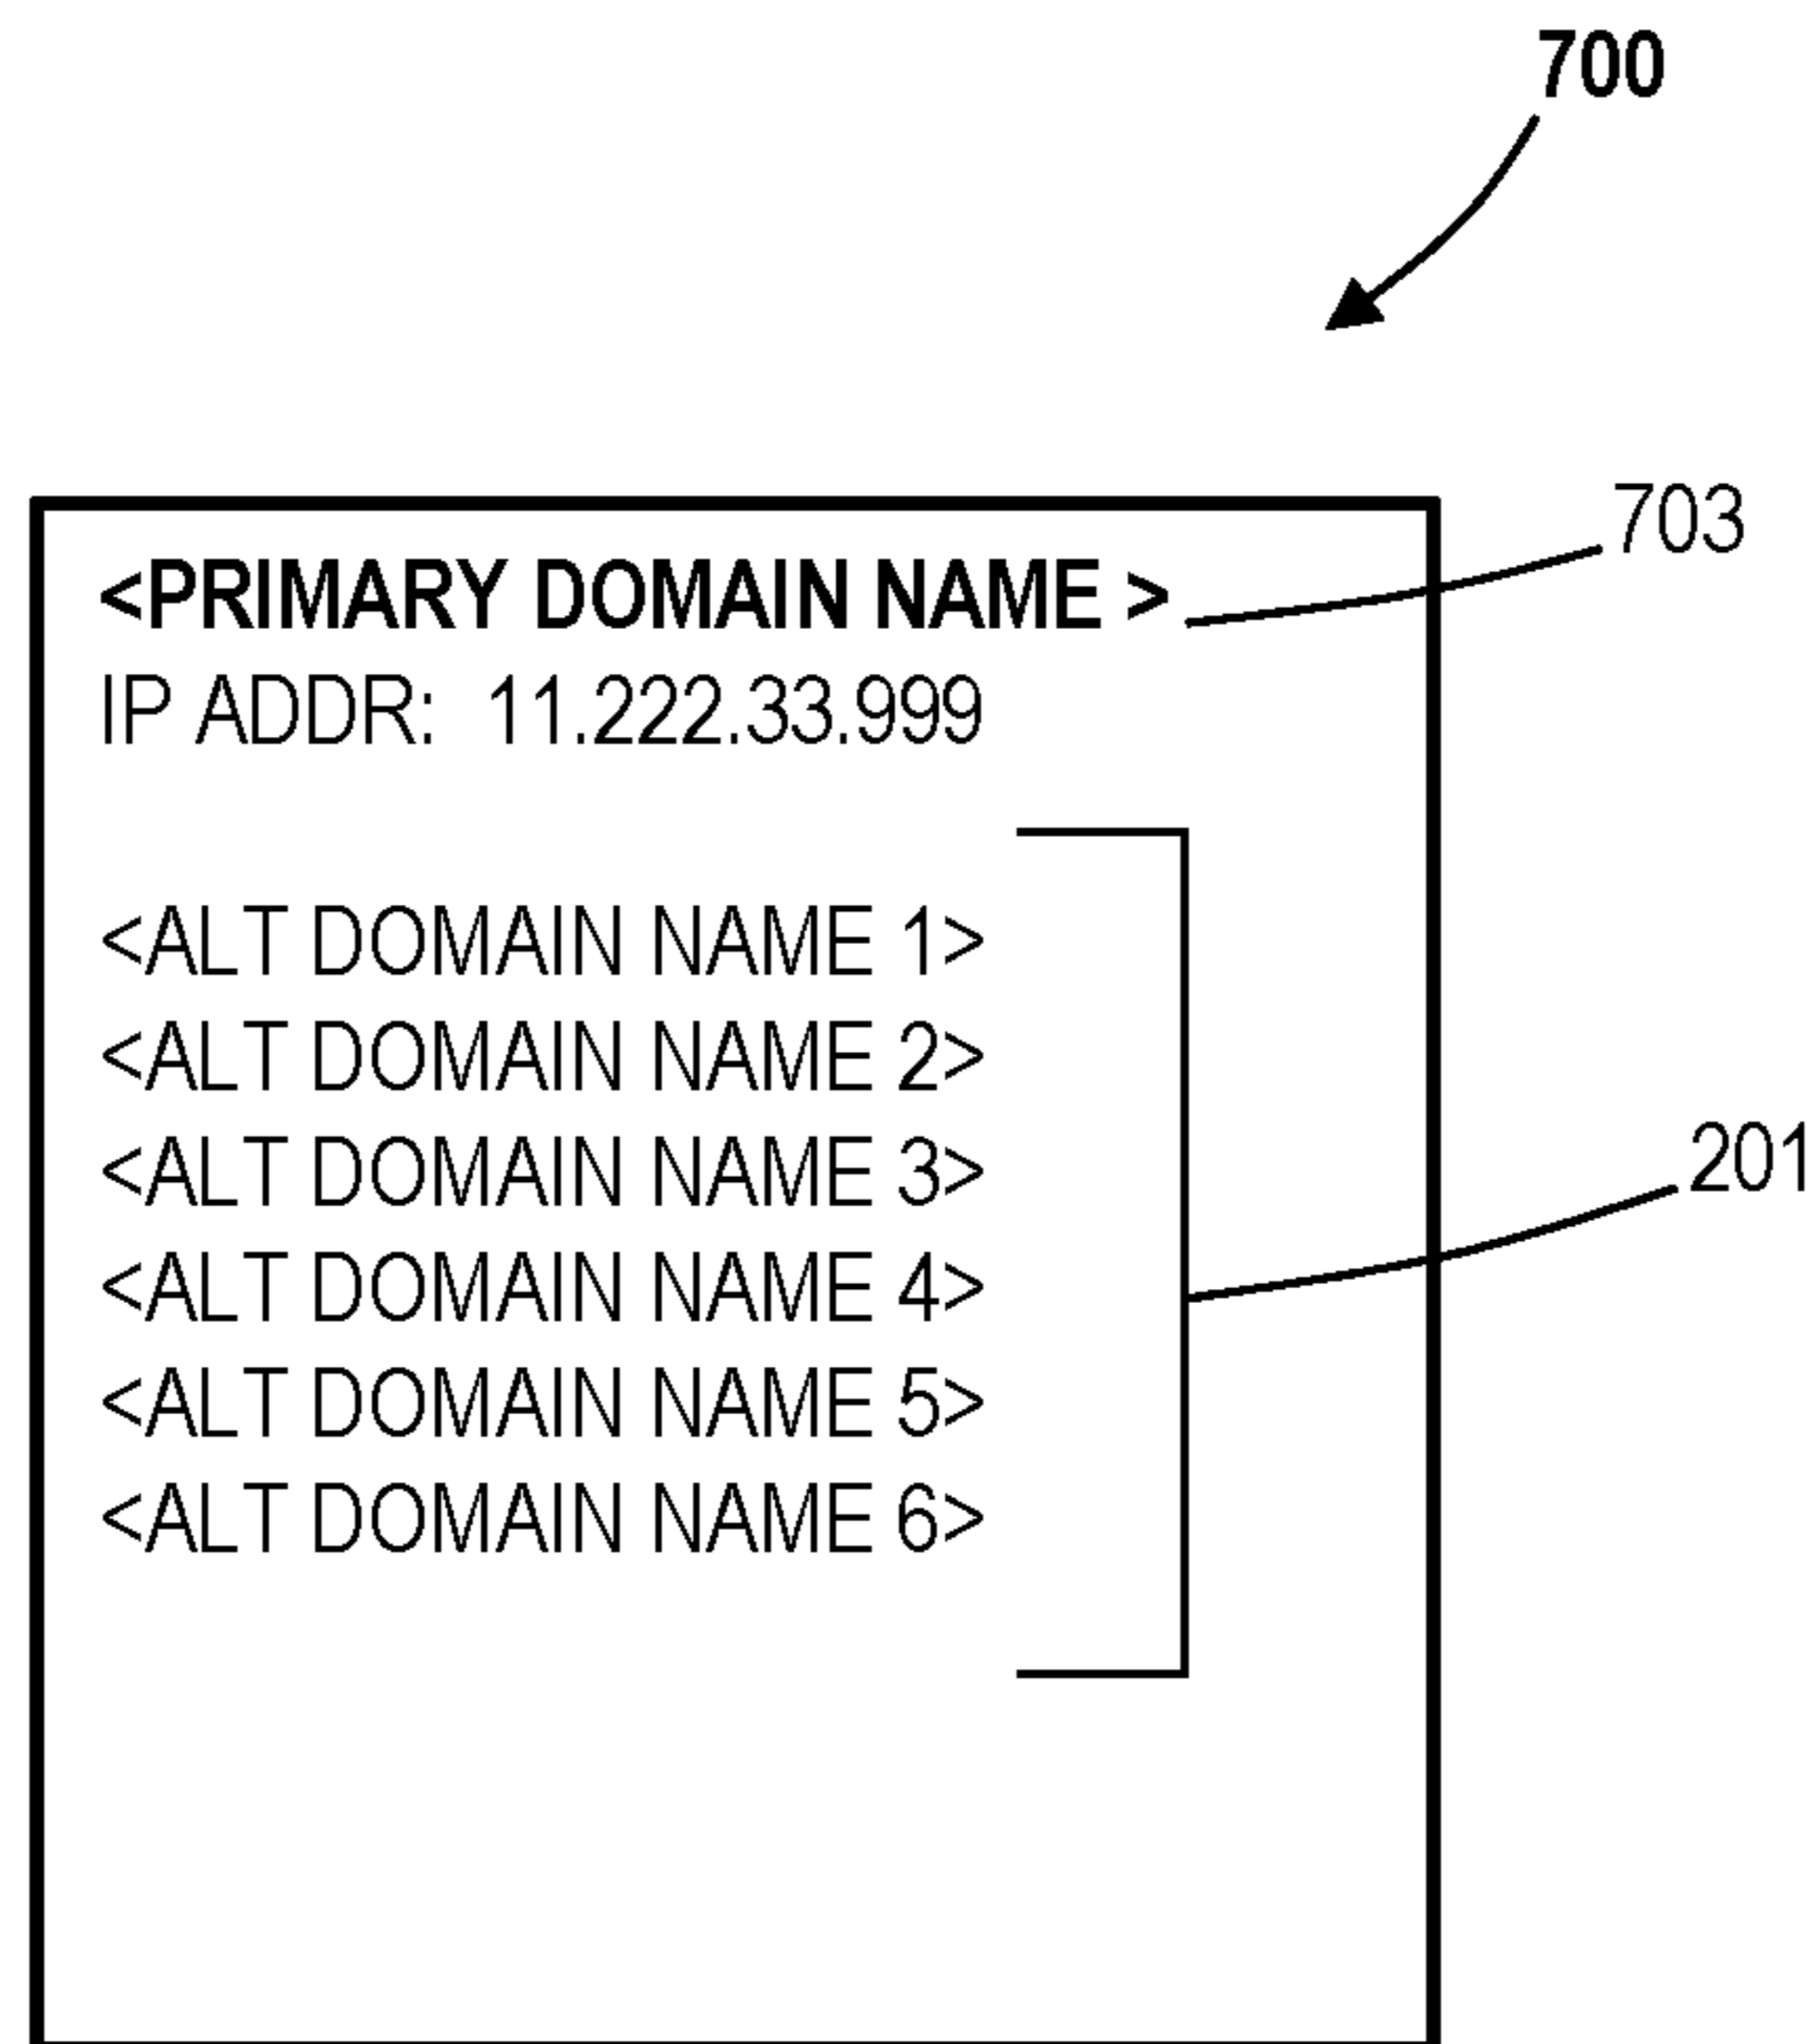 700
703
<PRIMARY DOMAIN NAME >
IP ADDR: 11.222.33.999
<ALT DOMAIN NAME 1>
<ALT DOMAIN NAME 2>
<ALT DOMAIN NAME 3>
201
<ALT DOMAIN NAME 4>
<ALT DOMAIN NAME 5>
<ALT DOMAIN NAME 6>